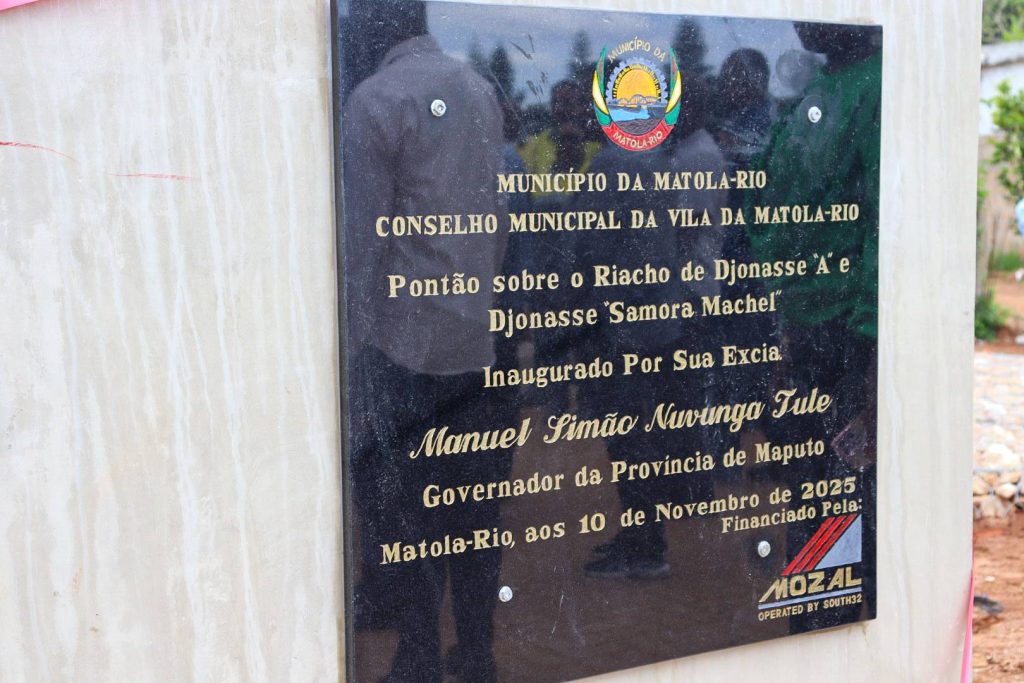 MUNICÍPIO DA
MATOLA-RIO
MUNICÍPIO DA MATOLA-RIO
CONSELHO MUNICIPAL DA VILA DA MATOLA-RIO
Pontão sobre o Riacho de Djonasse "A" e
Djonasse "Samora Machel"
Inaugurado Por Sua Excia
Manuel Simão Nuvunga Tule
Governador da Província de Maputo
Matola-Rio, aos 10 de Novembro de 2025
Financiado Pela:
MOZAL
OPERATED BY SOUTH32